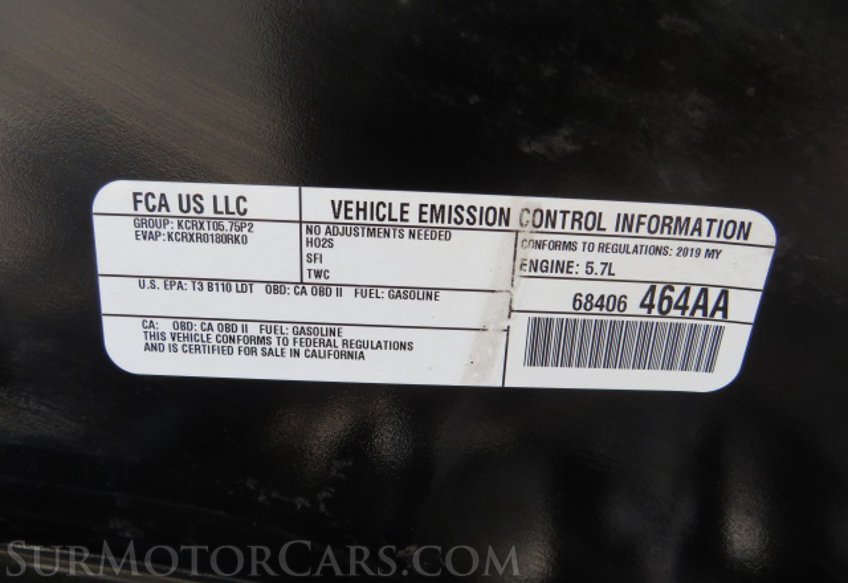 FCA US LLC
GROUP: KCRXT05.75P2
EVAP: KCRXR0180RK0
VEHICLE EMISSION CONTROL INFORMATION
NO ADJUSTMENTS NEEDED
HO2S
SFI
TWC
CONFORMS TO REGULATIONS: 2019 MY
ENGINE: 5.7L
U.S. EPA: T3 B110 LDT OBD: CA OBD II FUEL: GASOLINE
68406 464AA
CA: OBD: CA OBD II FUEL: GASOLINE
THIS VEHICLE CONFORMS TO FEDERAL REGULATIONS
AND IS CERTIFIED FOR SALE IN CALIFORNIA
SURMOTORCARS.COM